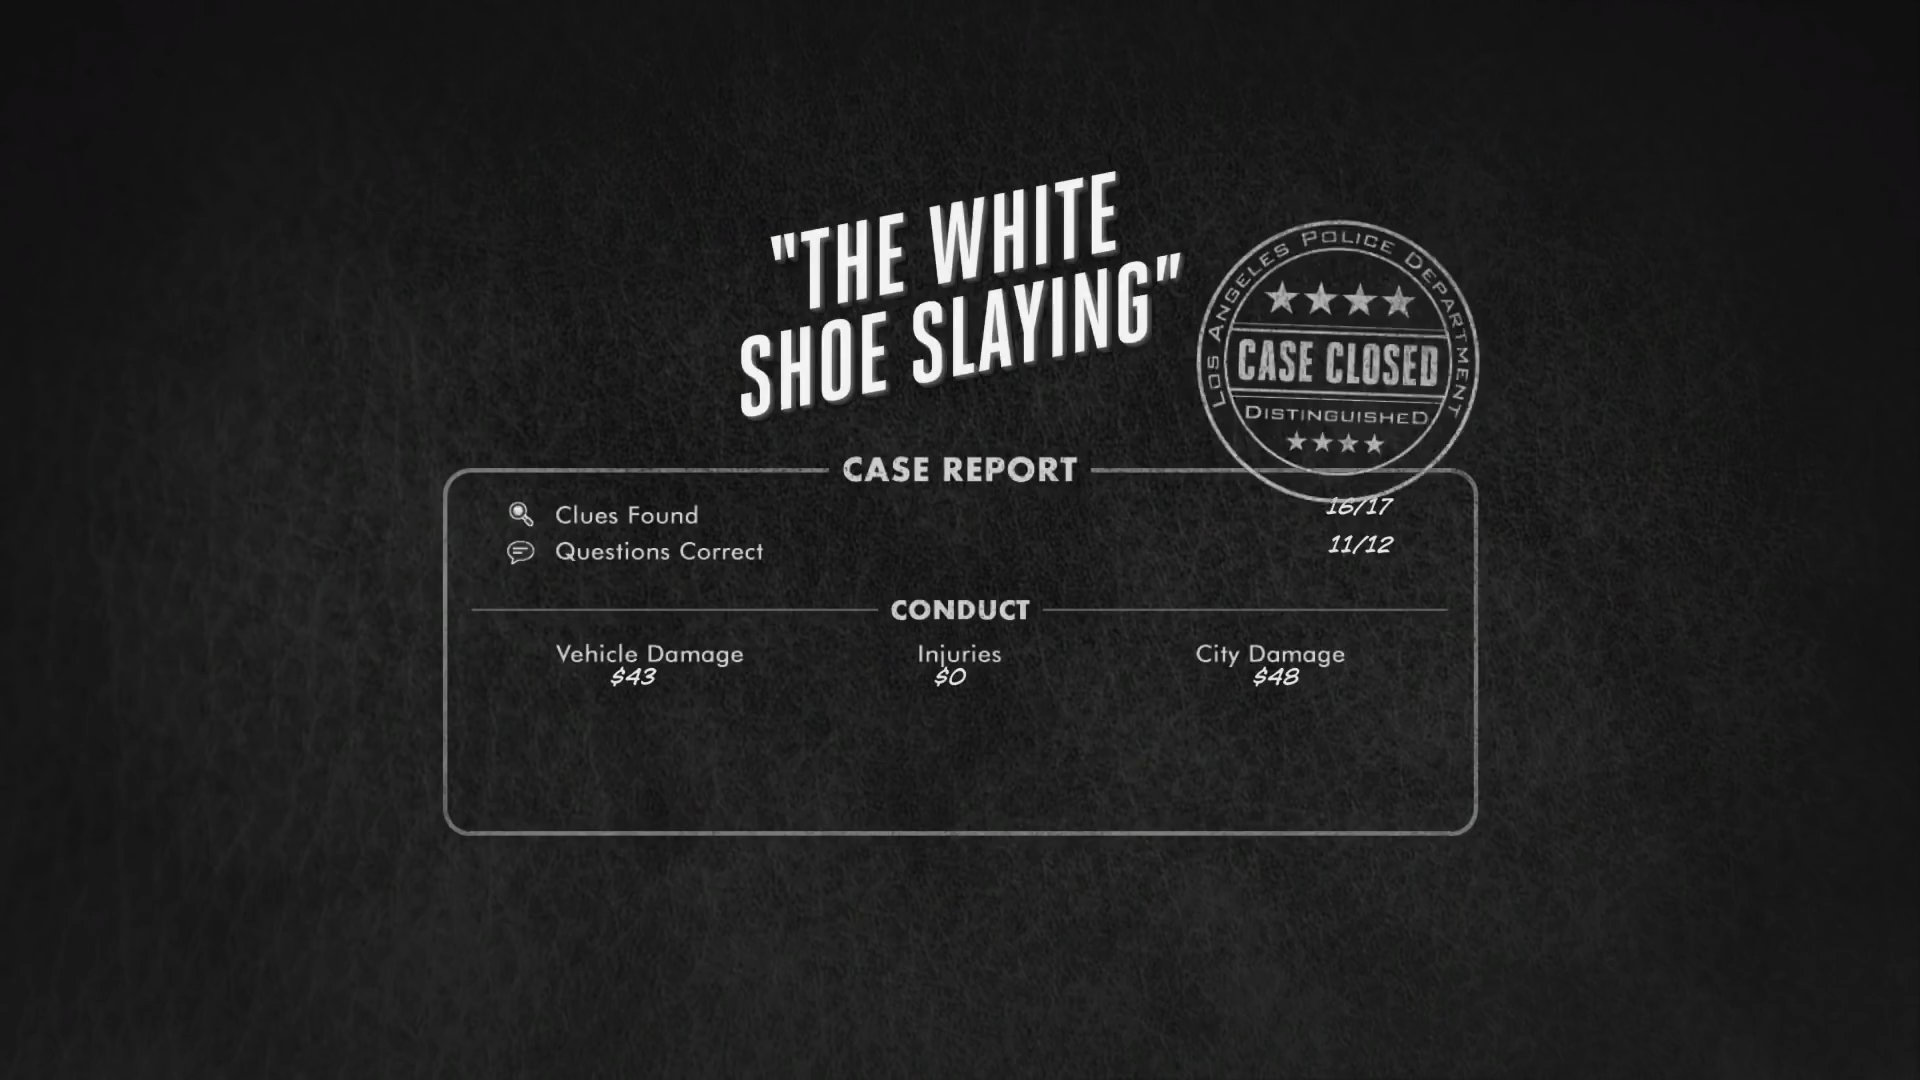 "THE WHITE
SHOE SLAYING"
LOS ANGELES POLICE DEPARTMENT
CASE CLOSED
DISTINGUISHED
CASE REPORT
Clues Found 16/17
Questions Correct 11/12
CONDUCT
Vehicle Damage Injuries City Damage
$43 $0 $48